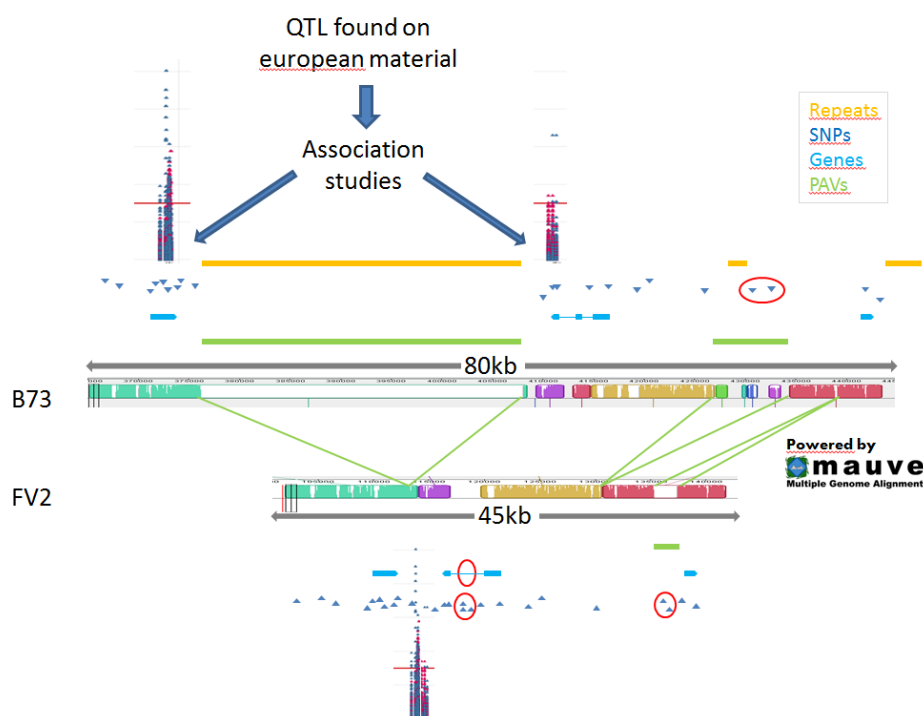 QTL found on
european material
Association
studies
Repeats
SNPs
Genes
PAVs
80kb
B73
Powered by
mauve
Multiple Genome Alignment
FV2
45kb